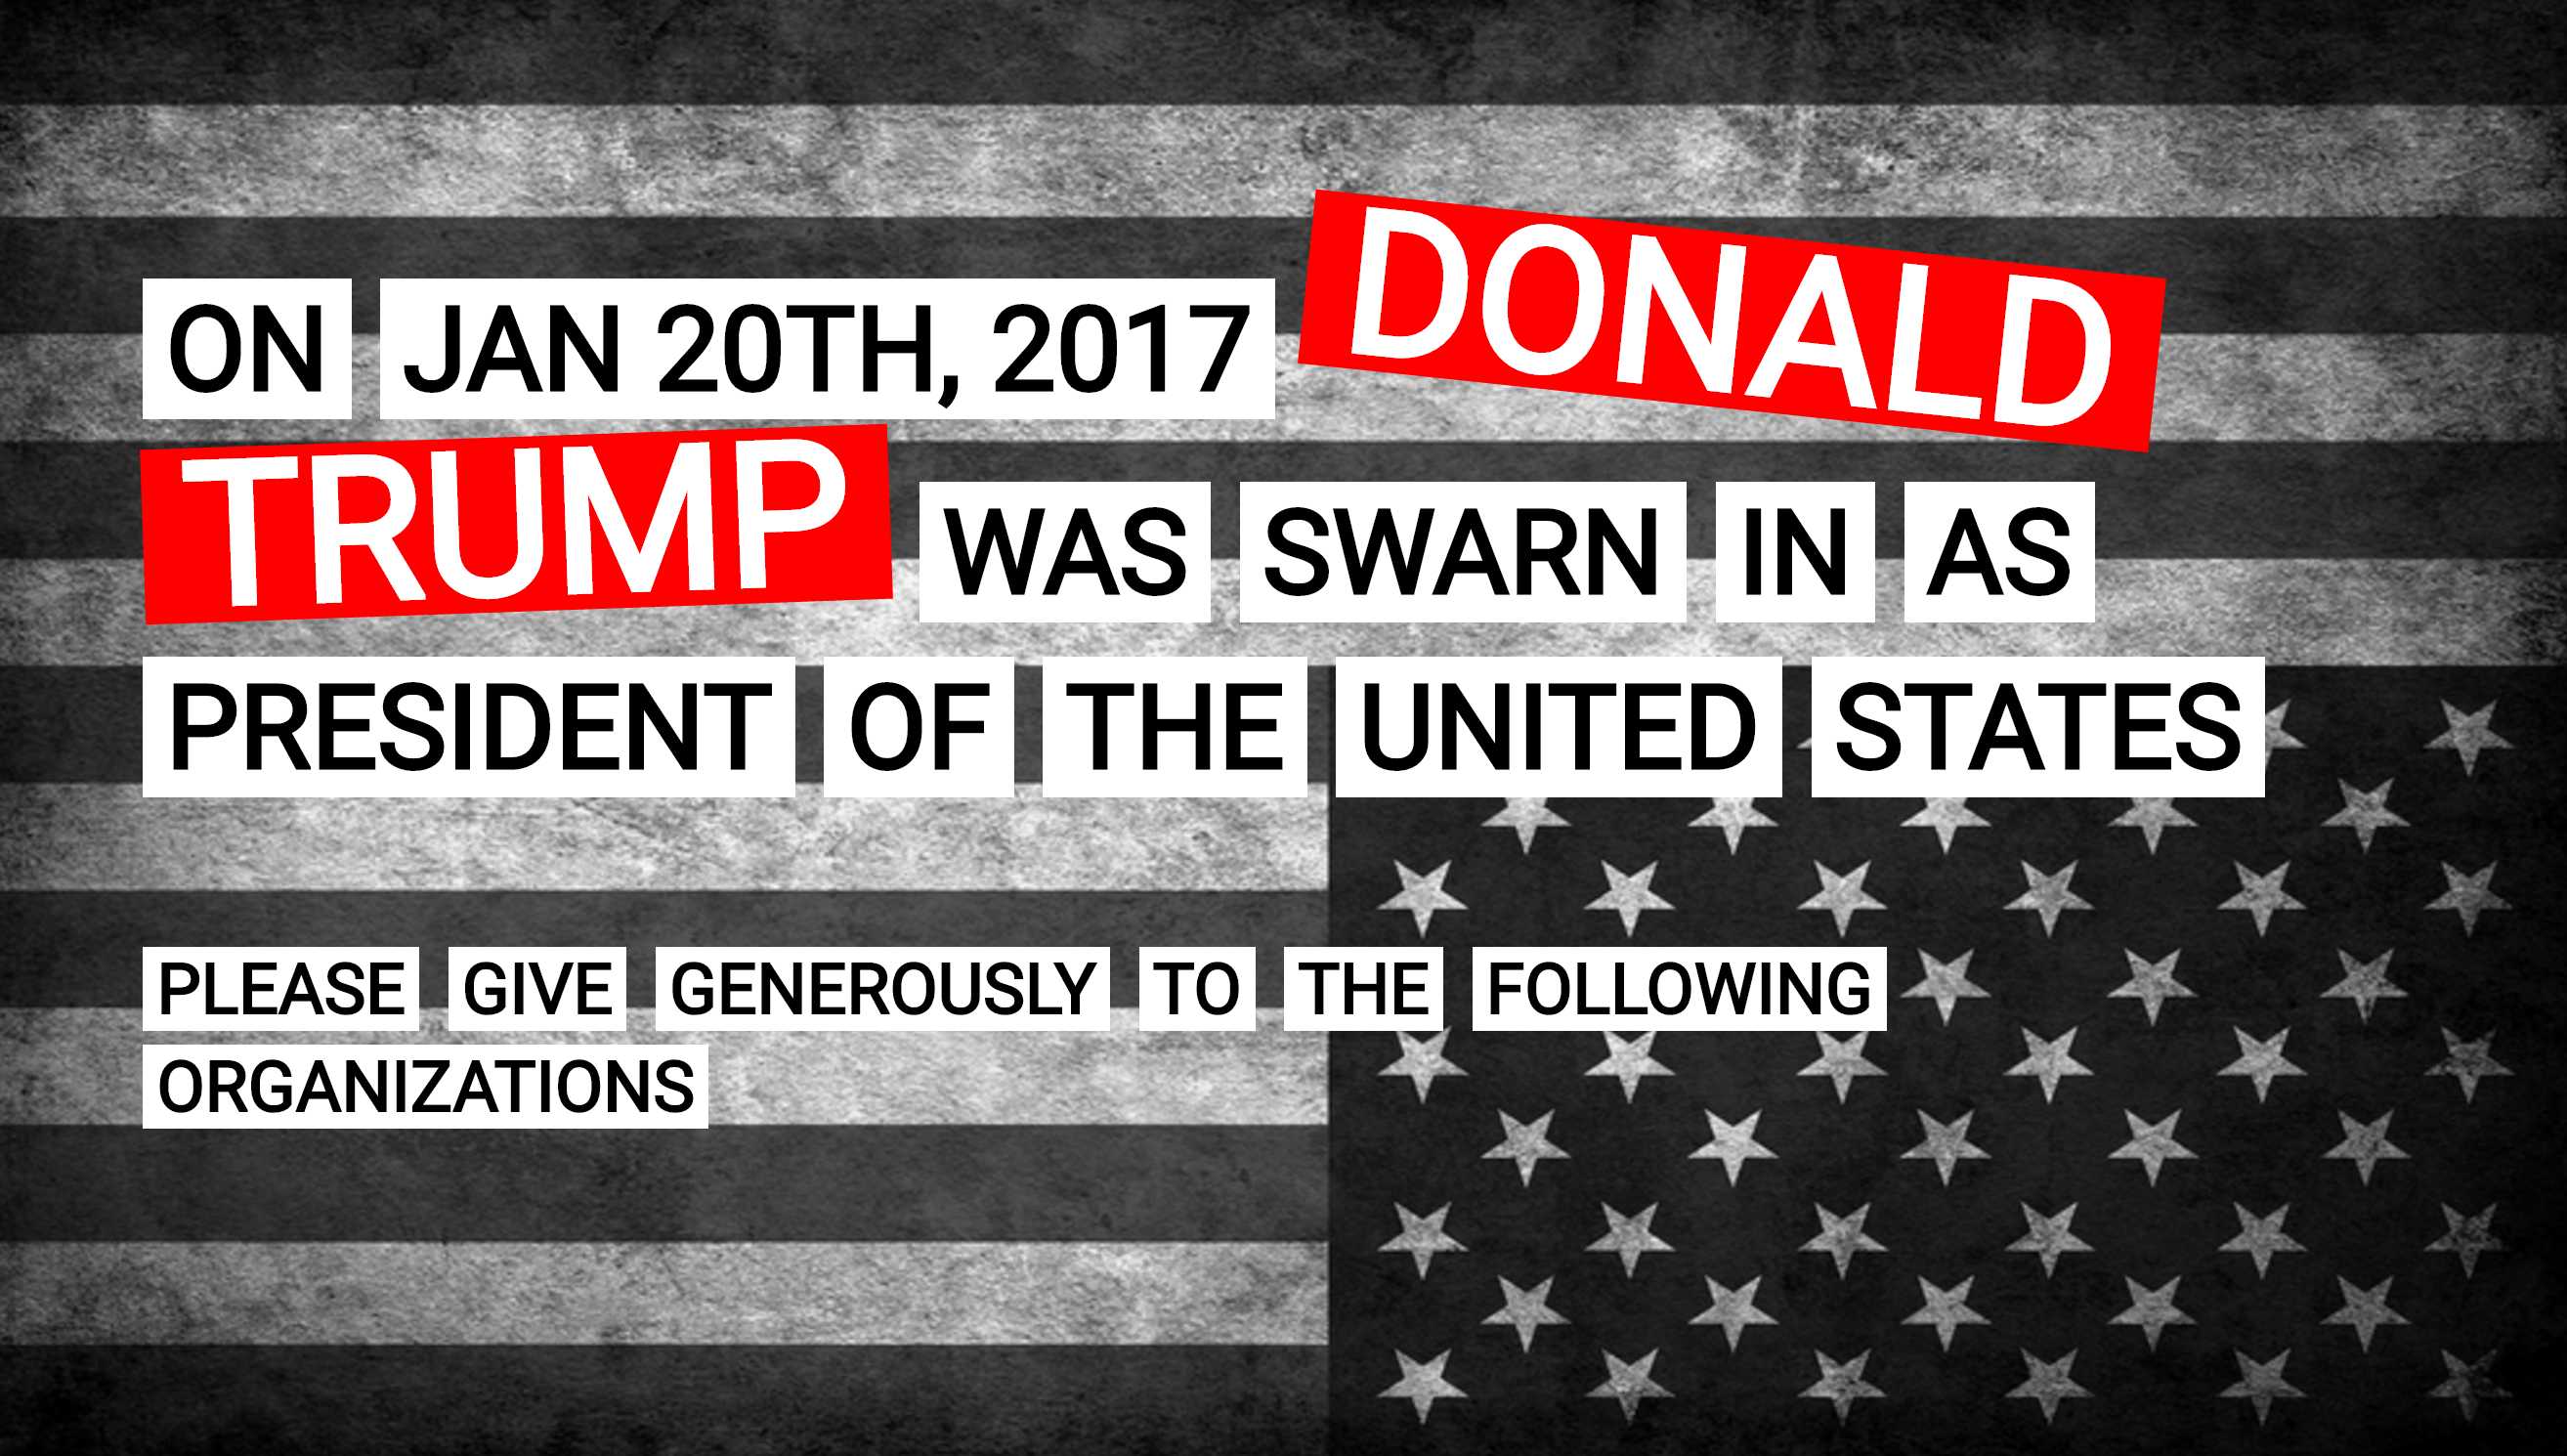 ON JAN 20TH, 2017 DONALD
TRUMP WAS SWARN IN AS
PRESIDENT OF THE UNITED STATES
PLEASE GIVE GENEROUSLY TO THE FOLLOWING
ORGANIZATIONS